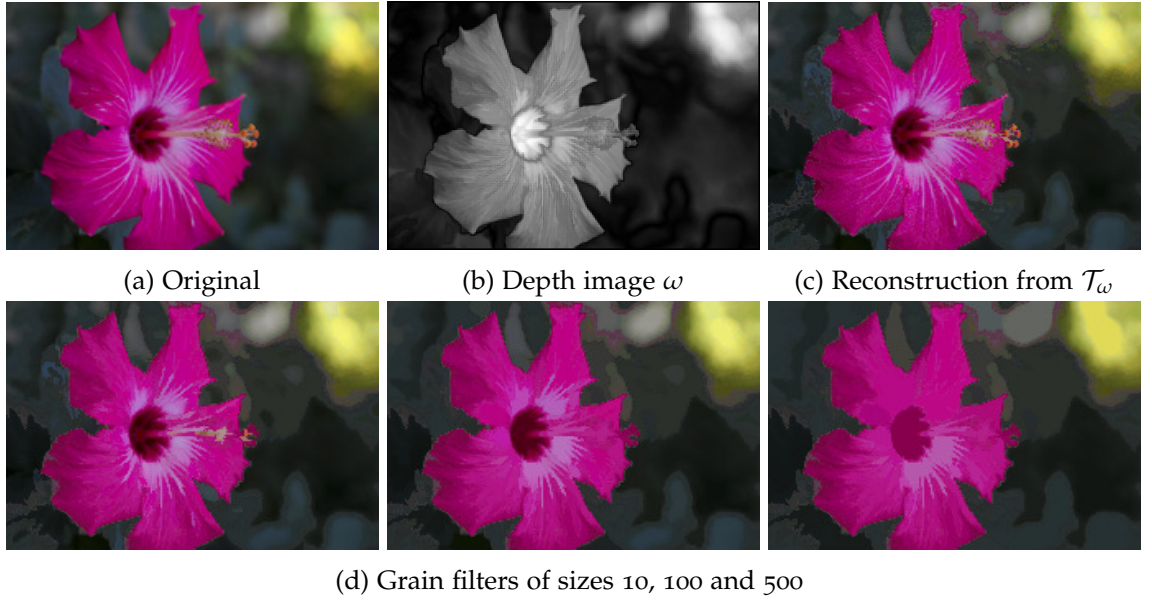 (a) Original
(b) Depth image ω
(c) Reconstruction from 𝒯ω
(d) Grain filters of sizes 10, 100 and 500